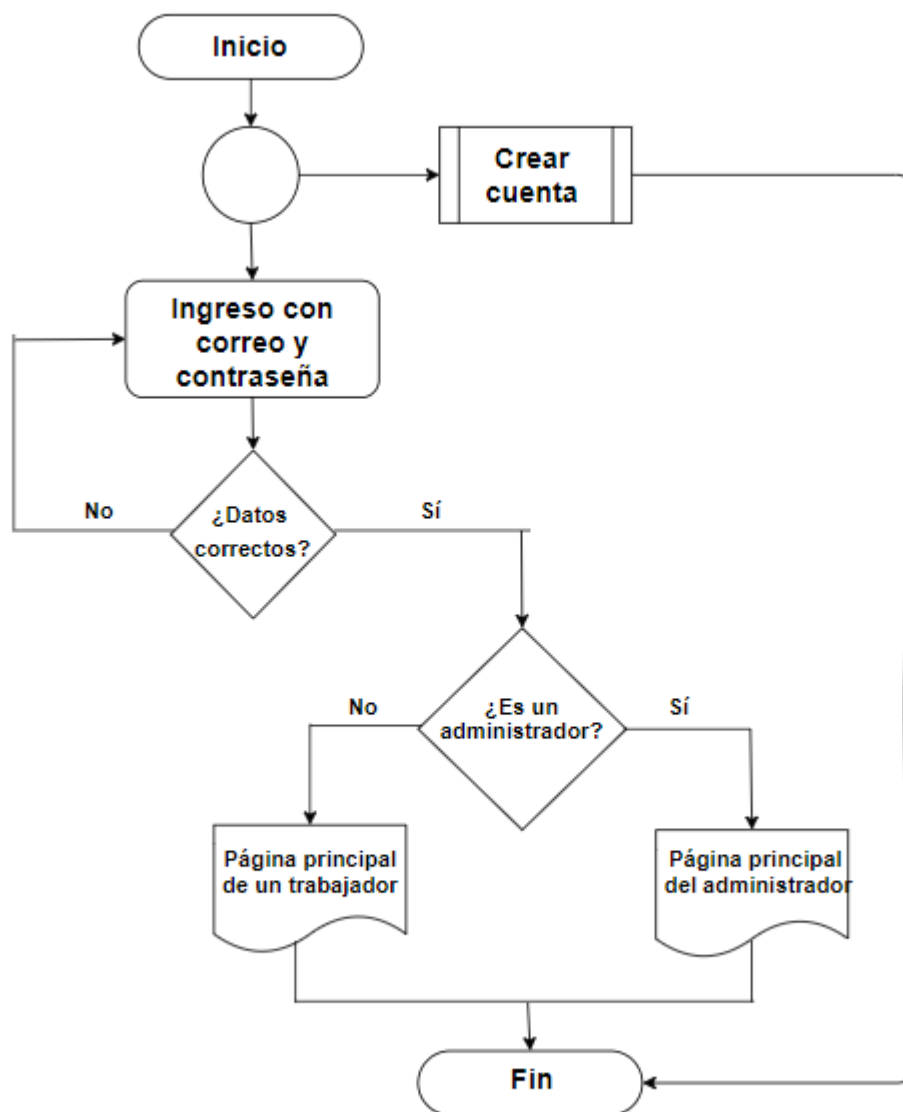 Inicio
Crear
cuenta
Ingreso con
correo y
contraseña
¿Datos
correctos?
No
Sí
¿Es un
administrador?
No
Sí
Página principal
de un trabajador
Página principal
del administrador
Fin